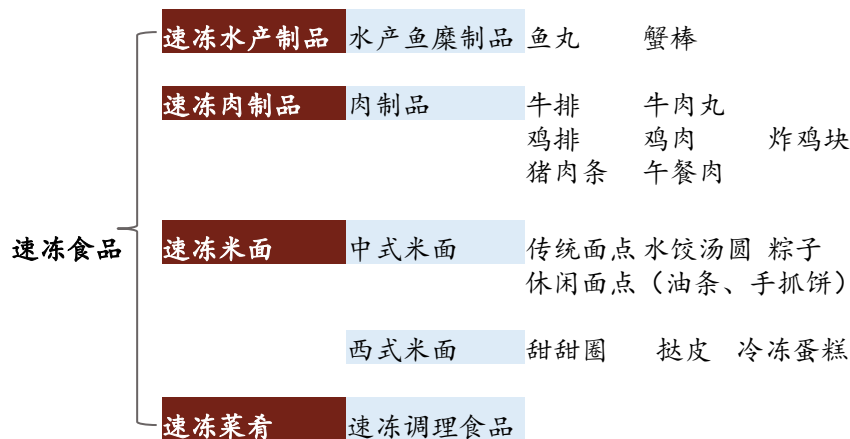 速冻水产制品 水产鱼糜制品 鱼丸 蟹棒
速冻肉制品 肉制品 牛排 牛肉丸
鸡排 鸡肉 炸鸡块
猪肉条 午餐肉
速冻食品 速冻米面 中式米面 传统面点 水饺汤圆 粽子
休闲面点（油条、手抓饼）
西式米面 甜甜圈 挞皮 冷冻蛋糕
速冻菜肴 速冻调理食品